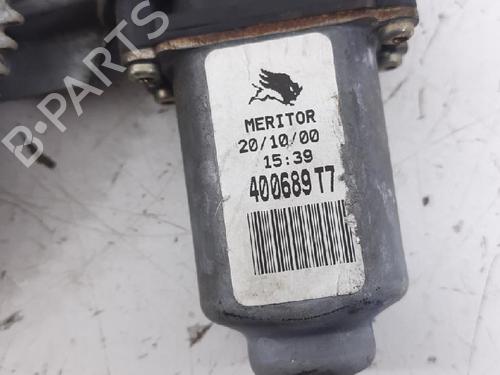 MERITOR
20/10/00
15:39
400689 T7
B-PARTS